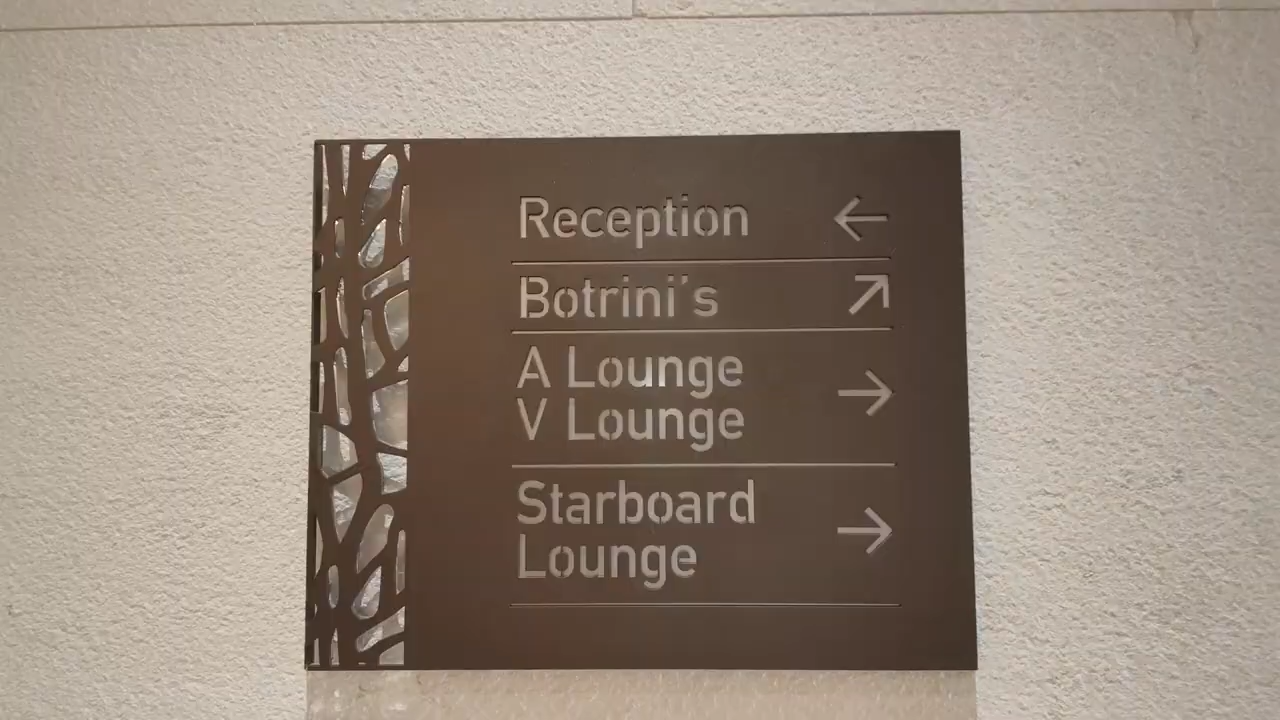 Reception ←
Botrini's ↗
A Lounge →
V Lounge
Starboard →
Lounge